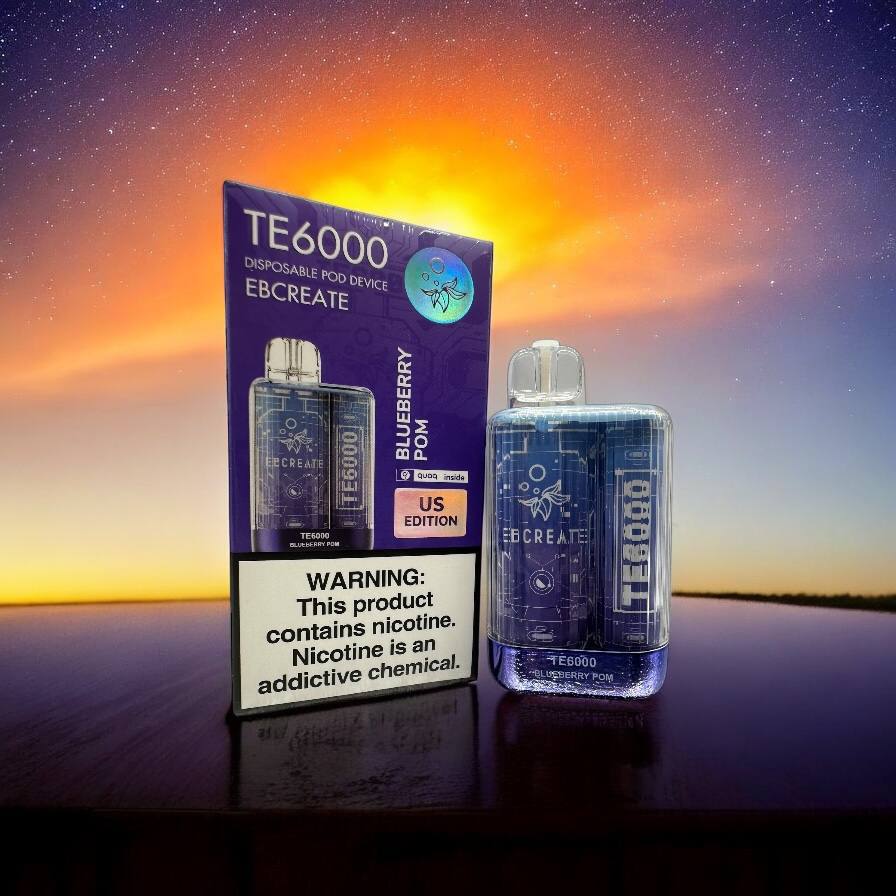 TE6000
DISPOSABLE POD DEVICE
EBCREATE
BLUEBERRY
POM
EBCREATE
TE6000
quaq inside
US
EDITION
TE6000
BLUEBERRY POM
WARNING:
This product
contains nicotine.
Nicotine is an
addictive chemical.
EBCREATE
TE6000
TE6000
BLUEBERRY POM